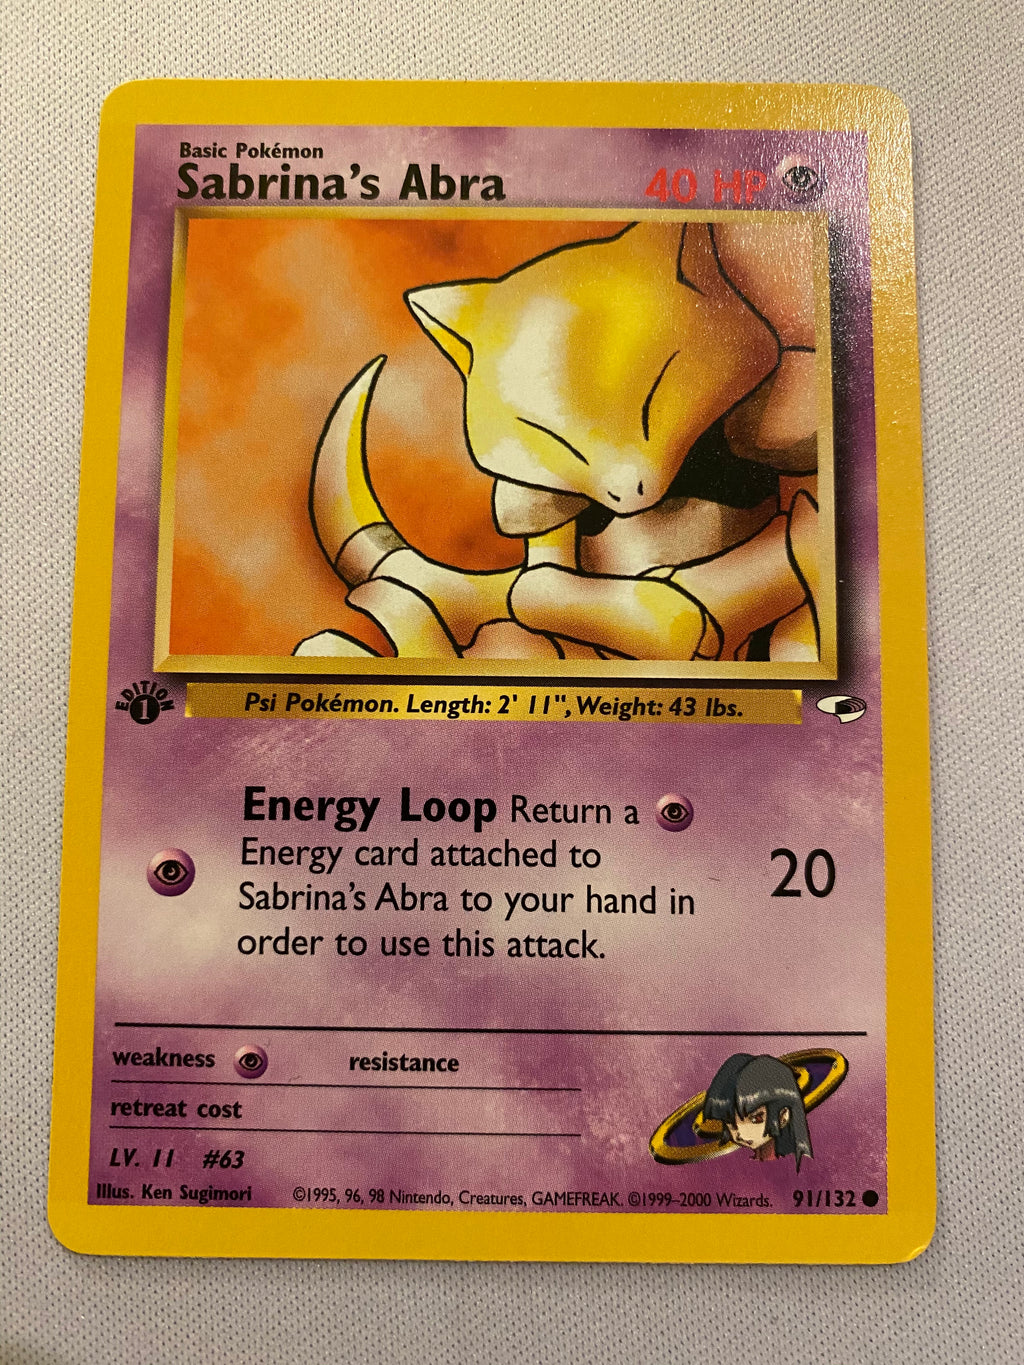 Basic Pokémon
Sabrina's Abra 40 HP
EDITION
1
Psi Pokémon. Length: 2' 11", Weight: 43 lbs.
Energy Loop Return a
Energy card attached to
Sabrina's Abra to your hand in
order to use this attack.
20
weakness resistance
retreat cost
LV. 11 #63
Illus. Ken Sugimori ©1995, 96, 98 Nintendo, Creatures, GAMEFREAK. ©1999–2000 Wizards. 91/132